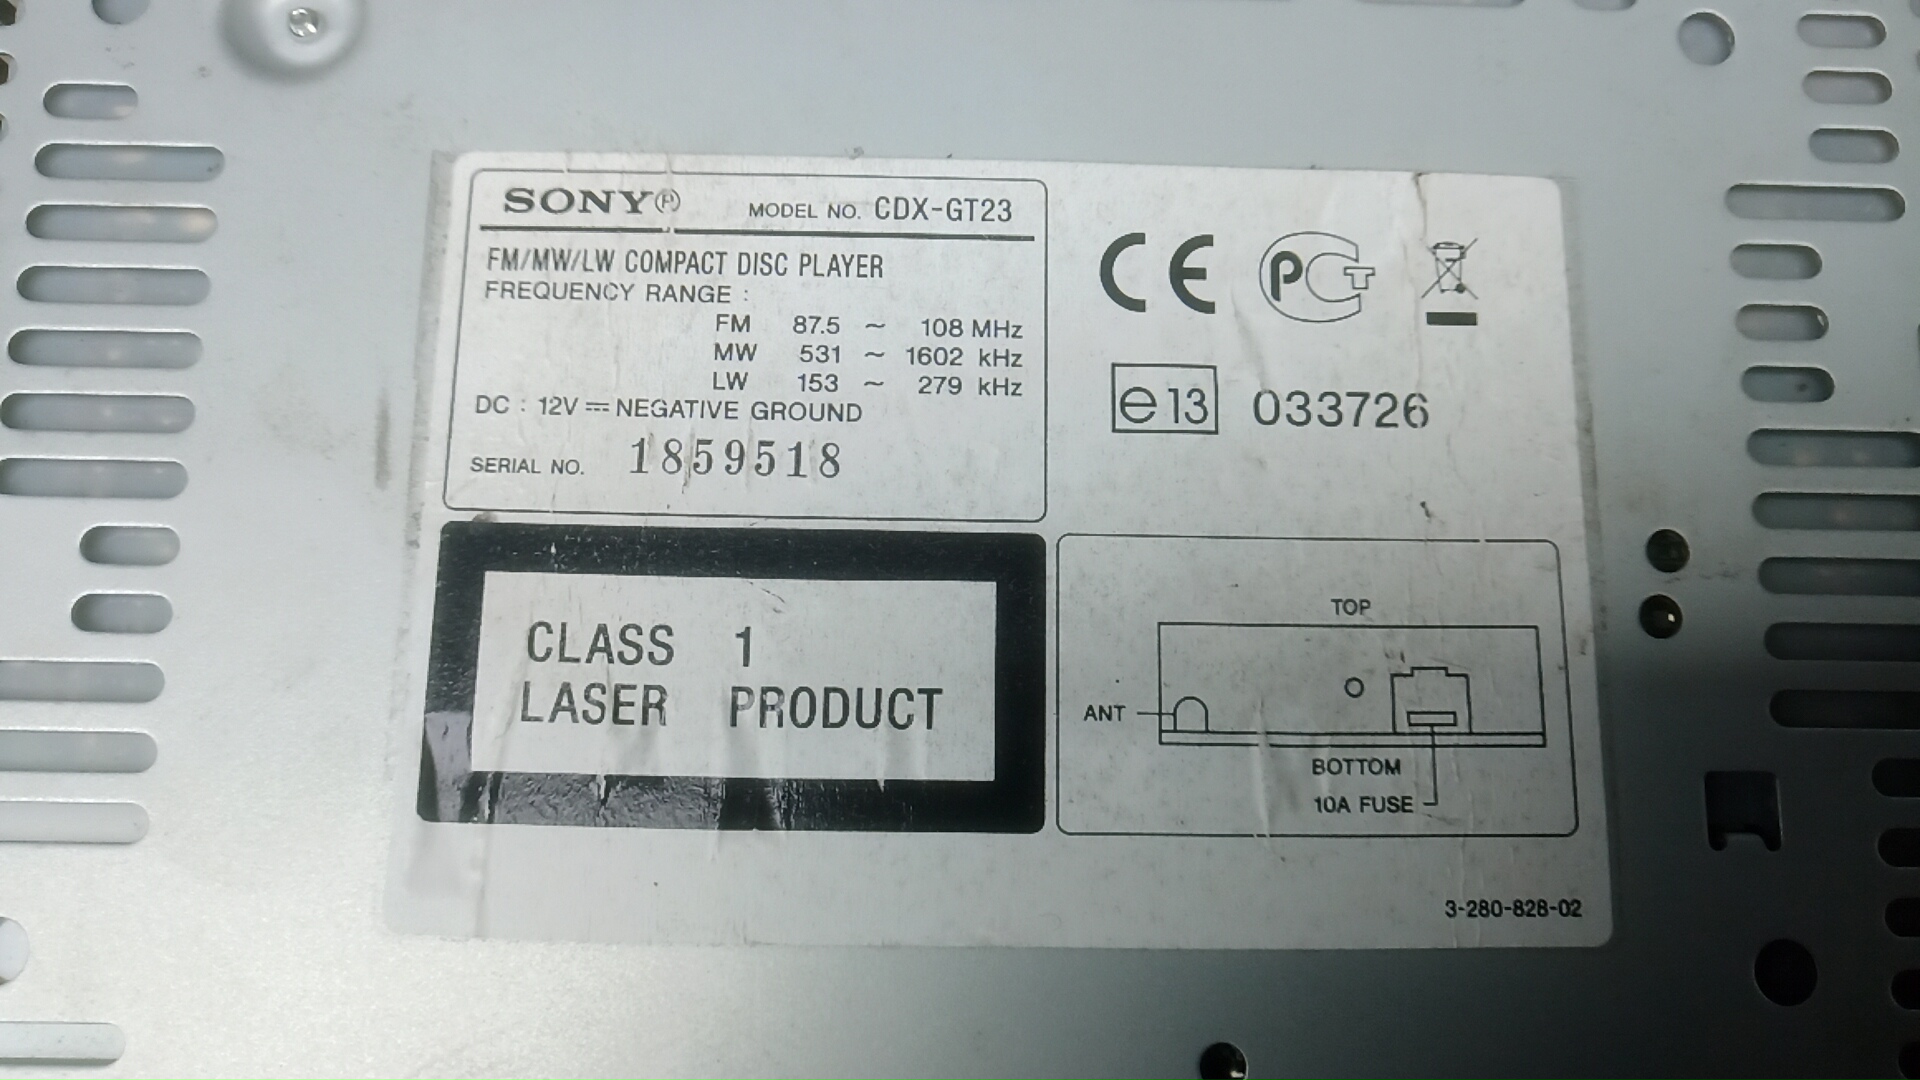 SONY®
MODEL NO. CDX-GT23
FM/MW/LW COMPACT DISC PLAYER
FREQUENCY RANGE :
FM 87.5 ~ 108 MHz
MW 531 ~ 1602 kHz
LW 153 ~ 279 kHz
DC : 12V ⎓ NEGATIVE GROUND
SERIAL NO. 1859518
CE PCT
e13 033726
CLASS 1
LASER PRODUCT
TOP
ANT
BOTTOM
10A FUSE
3-280-828-02